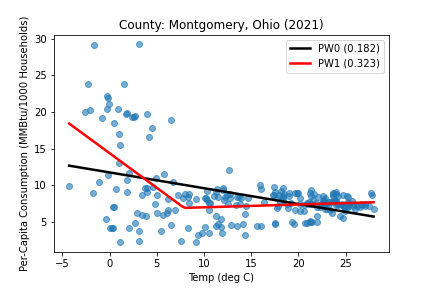 County: Montgomery, Ohio (2021)
Per-Capita Consumption (MMBtu/1000 Households)
30
25
20
15
10
5
PW0 (0.182)
PW1 (0.323)
−5 0 5 10 15 20 25
Temp (deg C)